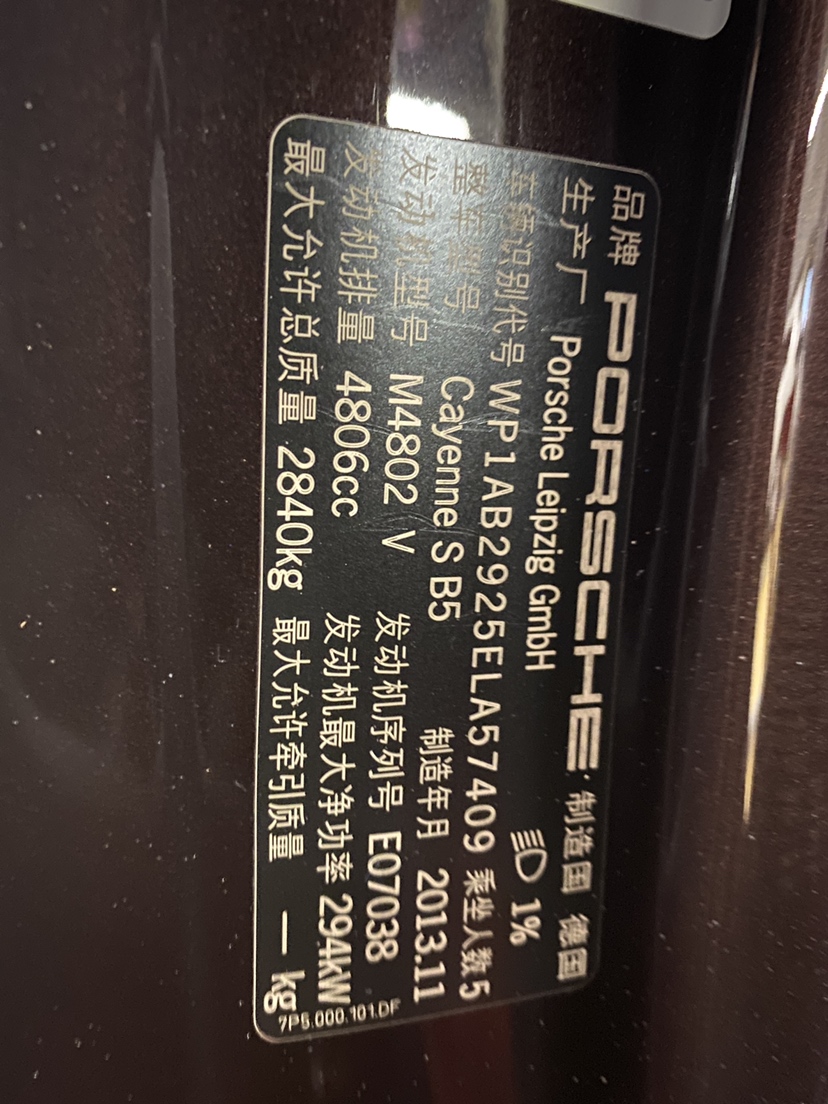 品牌 PORSCHE 制造国 德国
生产厂 Porsche Leipzig GmbH 1%
车辆识别代号 WP1AB2925ELA57409 乘坐人数 5
整车型号 Cayenne S B5 制造年月 2013.11
发动机型号 M4802 V 发动机序列号 E07038
发动机排量 4806cc 发动机最大净功率 294kW
最大允许总质量 2840kg 最大允许牵引质量 — kg
7P5.000.101.DF